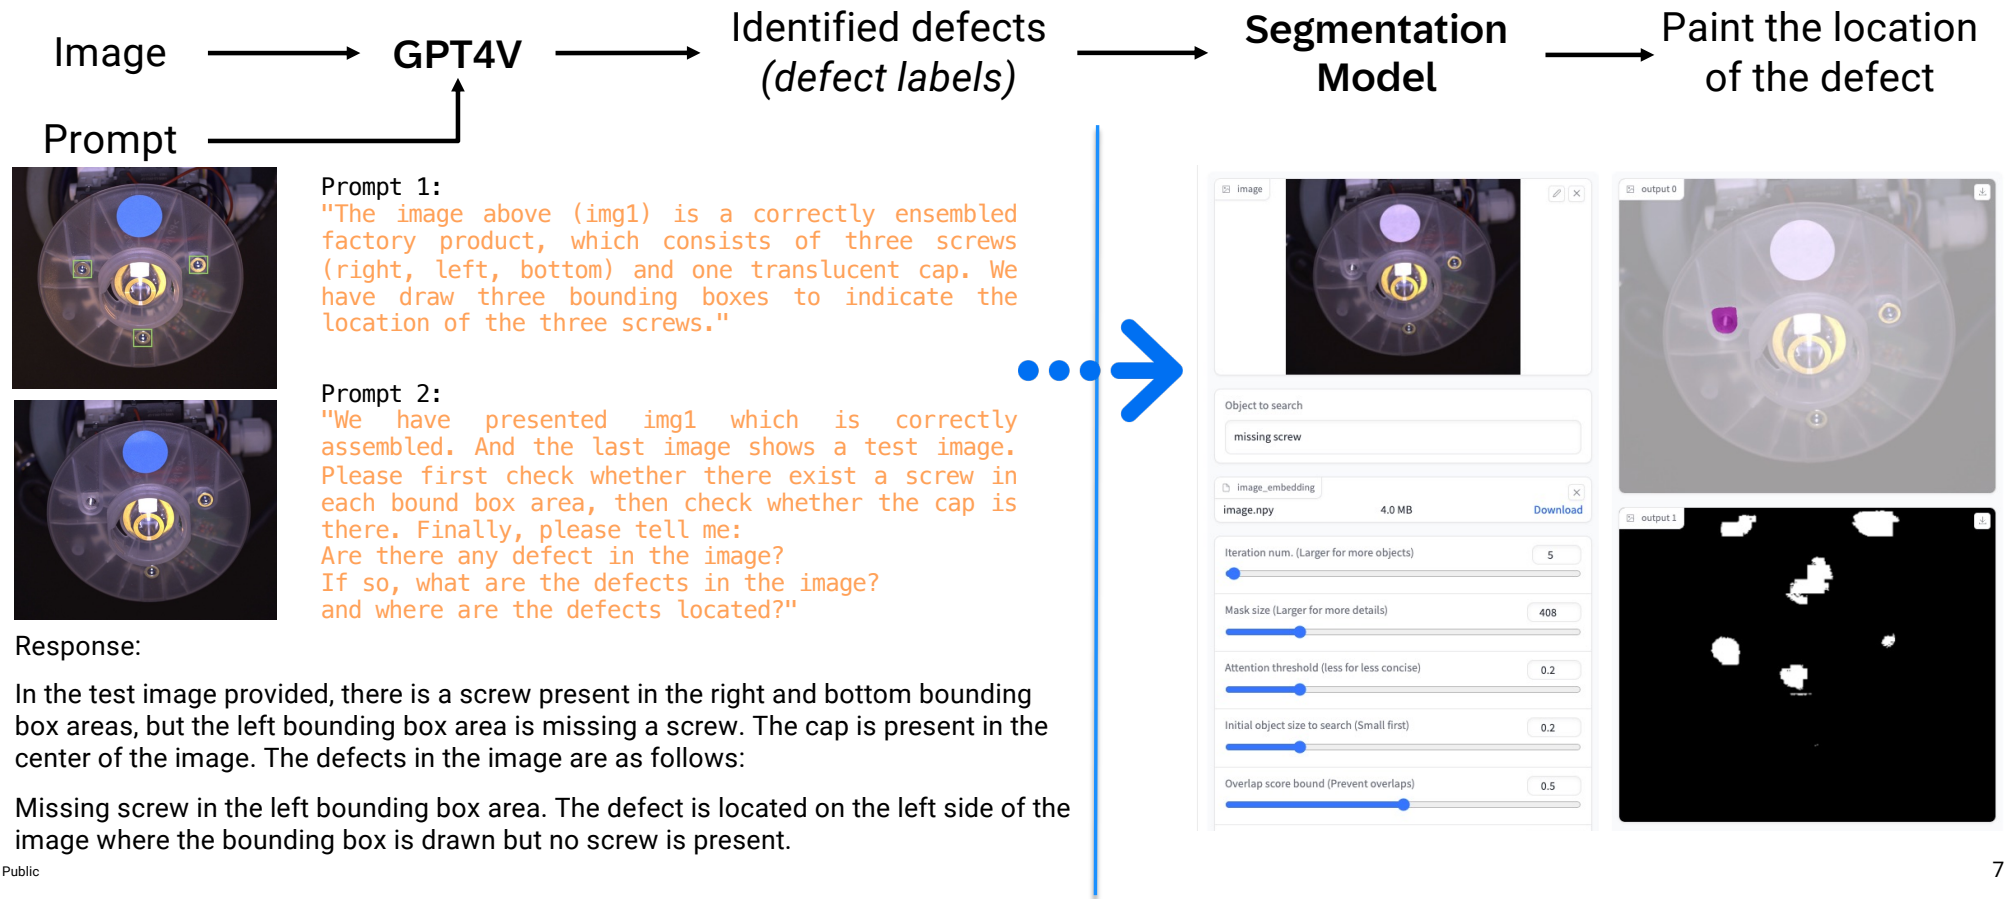 Image
GPT4V
Identified defects
(defect labels)
Segmentation
Model
Paint the location
of the defect
Prompt
Prompt 1:
"The image above (img1) is a correctly ensembled
factory product, which consists of three screws
(right, left, bottom) and one translucent cap. We
have draw three bounding boxes to indicate the
location of the three screws."
Prompt 2:
"We have presented img1 which is correctly
assembled. And the last image shows a test image.
Please first check whether there exist a screw in
each bound box area, then check whether the cap is
there. Finally, please tell me:
Are there any defect in the image?
If so, what are the defects in the image?
and where are the defects located?"
Response:
In the test image provided, there is a screw present in the right and bottom bounding
box areas, but the left bounding box area is missing a screw. The cap is present in the
center of the image. The defects in the image are as follows:
Missing screw in the left bounding box area. The defect is located on the left side of the
image where the bounding box is drawn but no screw is present.
image
Object to search
missing screw
image_embedding
image.npy 4.0 MB Download
Iteration num. (Larger for more objects) 5
Mask size (Larger for more details) 408
Attention threshold (less for less concise) 0.2
Initial object size to search (Small first) 0.2
Overlap score bound (Prevent overlaps) 0.5
output 0
output 1
Public
7